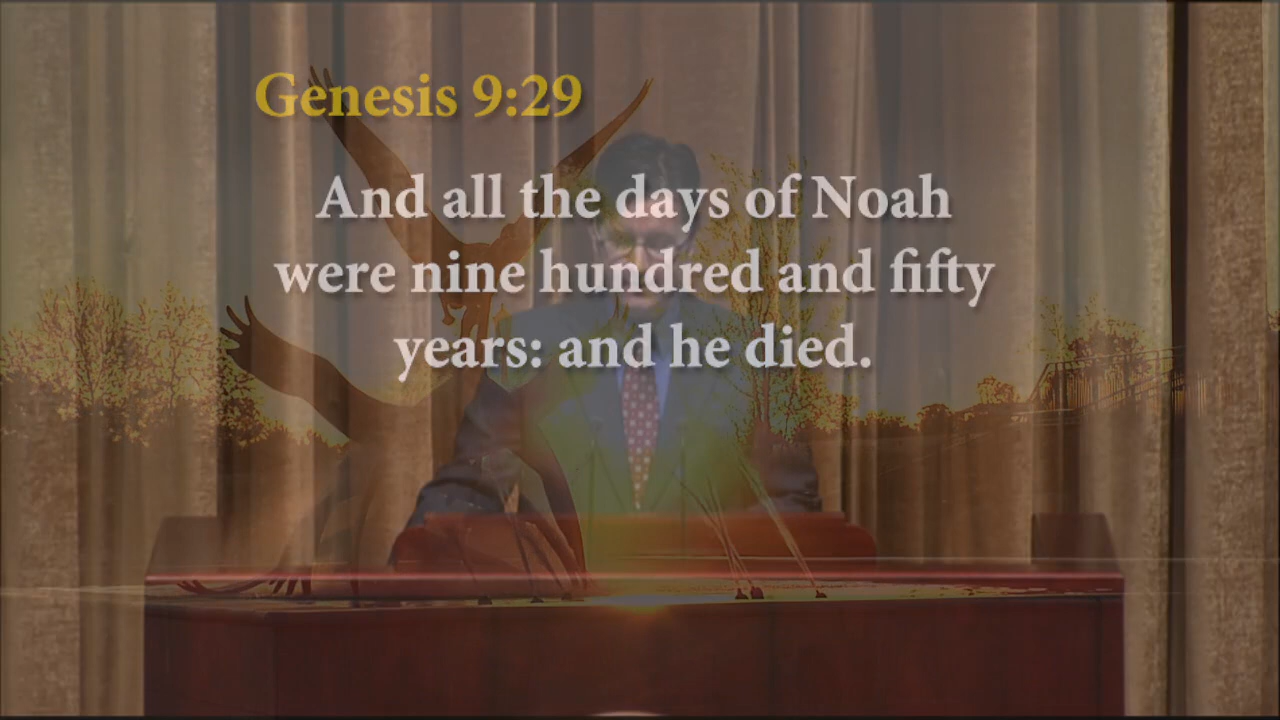 Genesis 9:29
And all the days of Noah
were nine hundred and fifty
years: and he died.